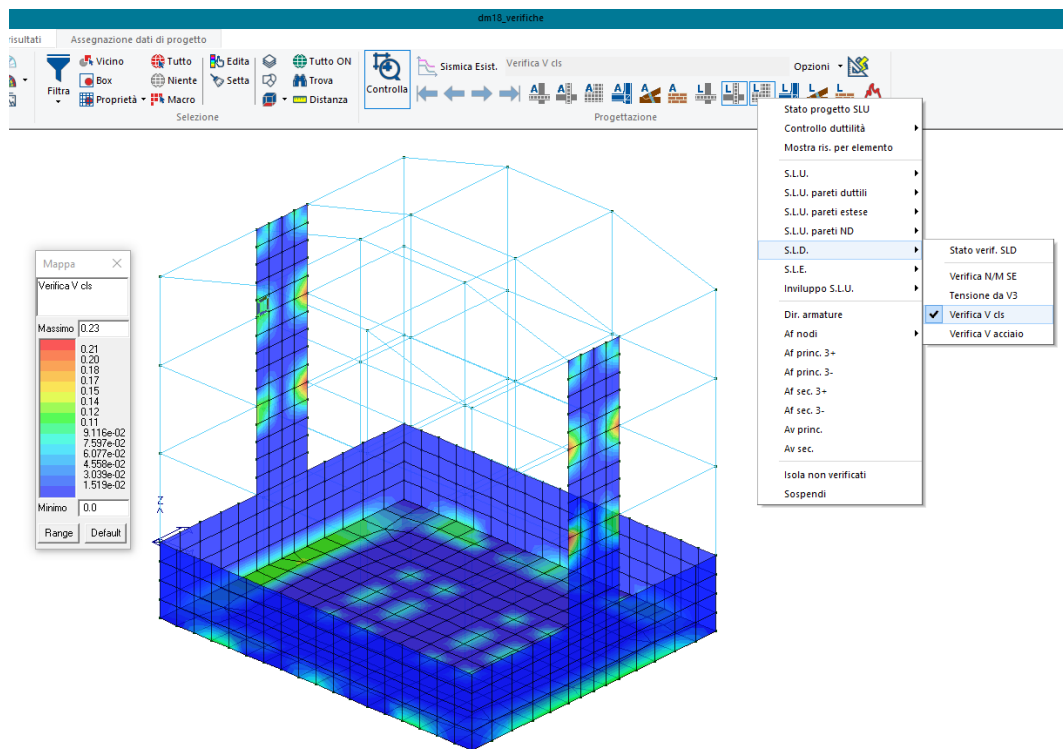 dm18_verifiche
risultati
Assegnazione dati di progetto
Filtra
Vicino
Box
Proprietà
Tutto
Niente
Macro
Edita
Setta
Tutto ON
Trova
Distanza
Selezione
Controlla
Sismica Esist.
Verifica V cls
Opzioni
Progettazione
Stato progetto SLU
Controllo duttilità
Mostra ris. per elemento
S.L.U.
S.L.U. pareti duttili
S.L.U. pareti estese
S.L.U. pareti ND
S.L.D.
S.L.E.
Inviluppo S.L.U.
Dir. armature
Af nodi
Af princ. 3+
Af princ. 3-
Af sec. 3+
Af sec. 3-
Av princ.
Av sec.
Isola non verificati
Sospendi
Stato verif. SLD
Verifica N/M SE
Tensione da V3
Verifica V cls
Verifica V acciaio
Mappa
Verifica V cls
Massimo 0.23
0.21
0.20
0.18
0.17
0.15
0.14
0.12
0.11
9.116e-02
7.597e-02
6.077e-02
4.558e-02
3.039e-02
1.519e-02
Minimo 0.0
Range Default
Z